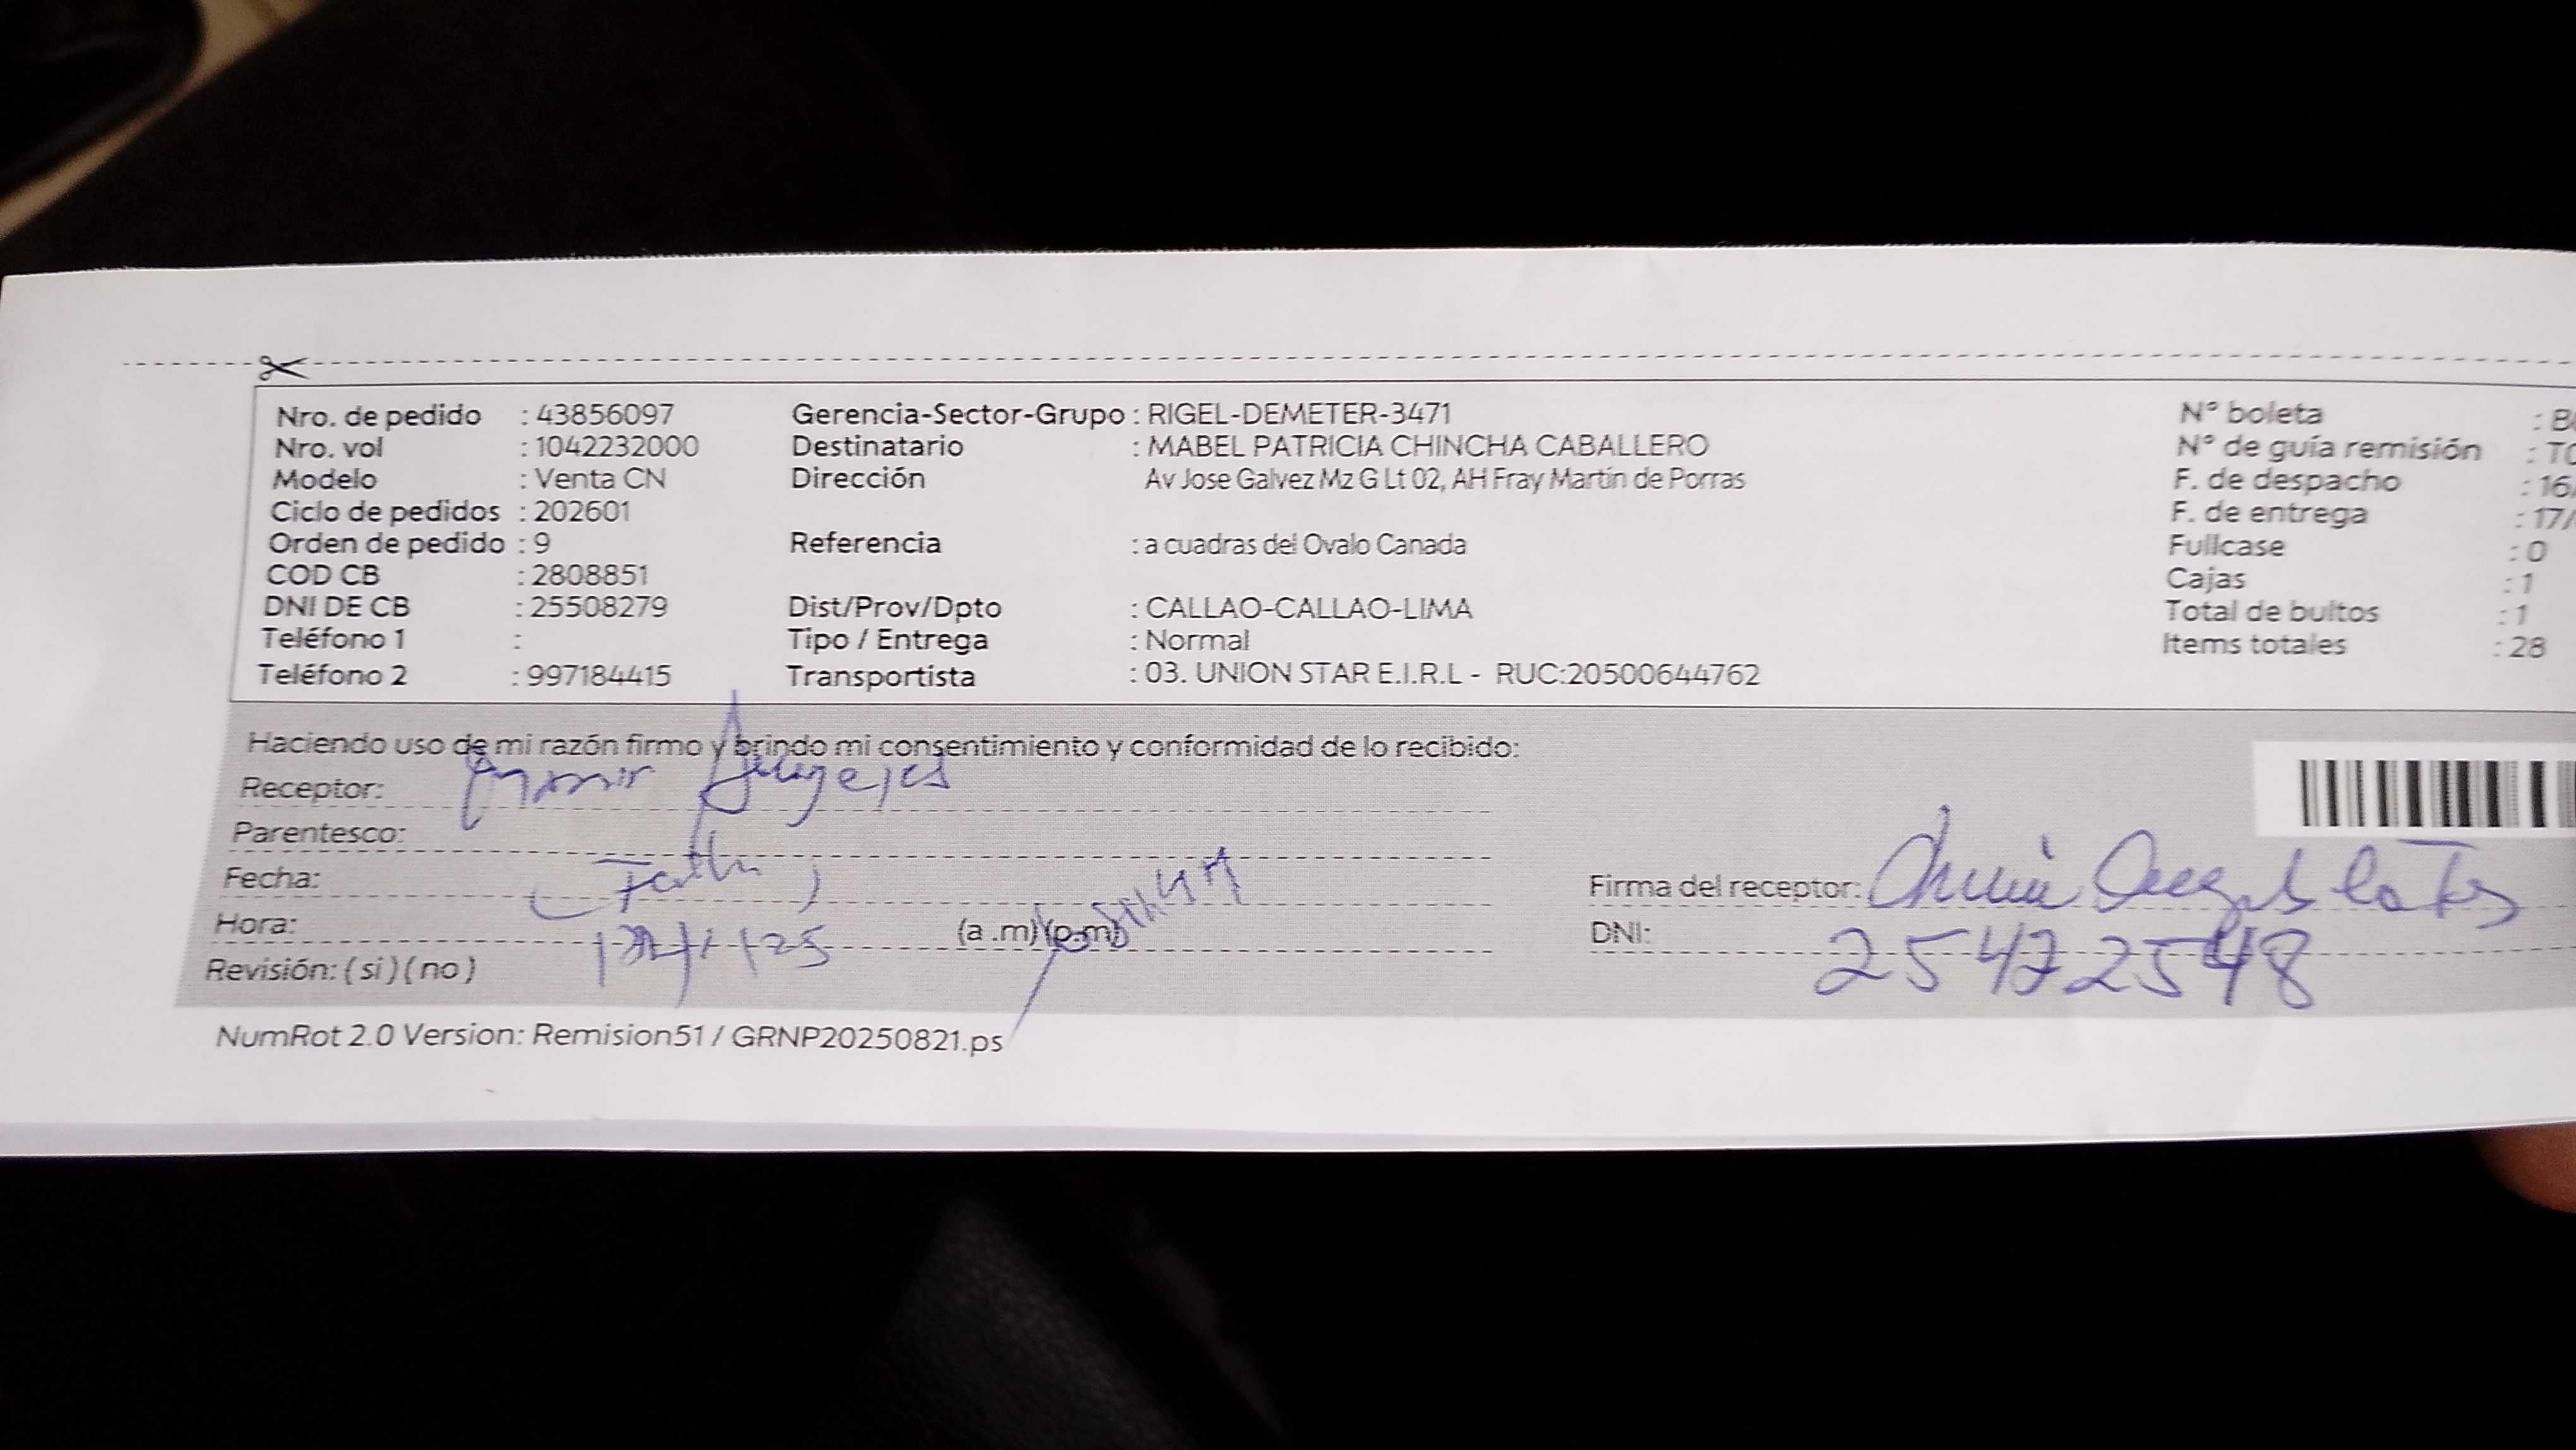 Nro. de pedido : 43856097 Gerencia-Sector-Grupo : RIGEL-DEMETER-3471 N° boleta : B
Nro. vol : 1042232000 Destinatario : MABEL PATRICIA CHINCHA CABALLERO N° de guía remisión : T0
Modelo : Venta CN Dirección Av Jose Galvez Mz G Lt 02, AH Fray Martin de Porras F. de despacho : 16/
Ciclo de pedidos : 202601 F. de entrega : 17/
Orden de pedido : 9 Referencia : a cuadras del Ovalo Canada Fullcase : 0
COD CB : 2808851 Cajas : 1
DNI DE CB : 25508279 Dist/Prov/Dpto : CALLAO-CALLAO-LIMA Total de bultos : 1
Teléfono 1 : Tipo / Entrega : Normal Items totales : 28
Teléfono 2 : 997184415 Transportista : 03. UNION STAR E.I.R.L - RUC:20500644762
Haciendo uso de mi razón firmo y brindo mi consentimiento y conformidad de lo recibido:
Receptor:
Parentesco:
Fecha: Firma del receptor:
Hora: (a .m)(p.m) DNI: 25472548
Revisión: ( si ) ( no )
NumRot 2.0 Version: Remision51 / GRNP20250821.ps